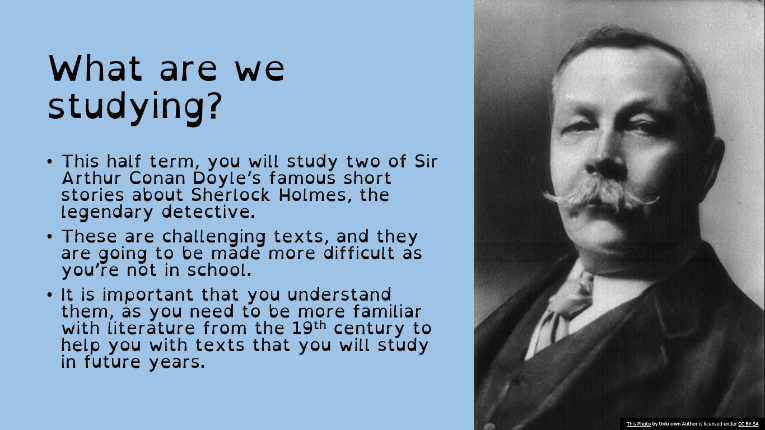 What are we
studying?
• This half term, you will study two of Sir
Arthur Conan Doyle's famous short
stories about Sherlock Holmes, the
legendary detective.
• These are challenging texts, and they
are going to be made more difficult as
you're not in school.
• It is important that you understand
them, as you need to be more familiar
with literature from the 19th century to
help you with texts that you will study
in future years.
This Photo by Unknown Author is licensed under CC BY-SA